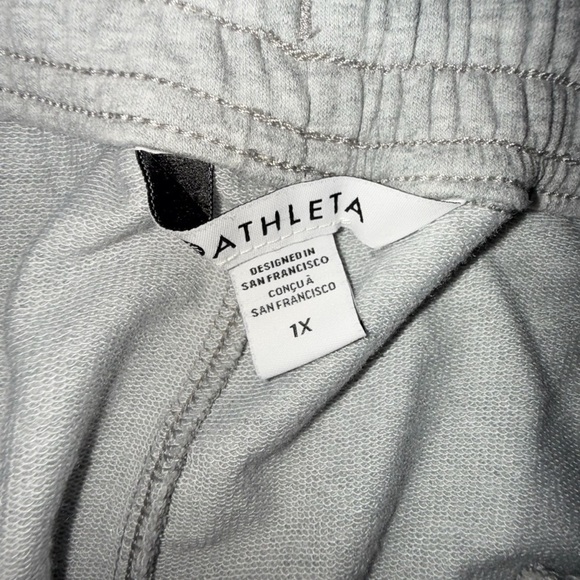 ATHLETA
DESIGNED IN
SAN FRANCISCO
CONÇU À
SAN FRANCISCO
1X